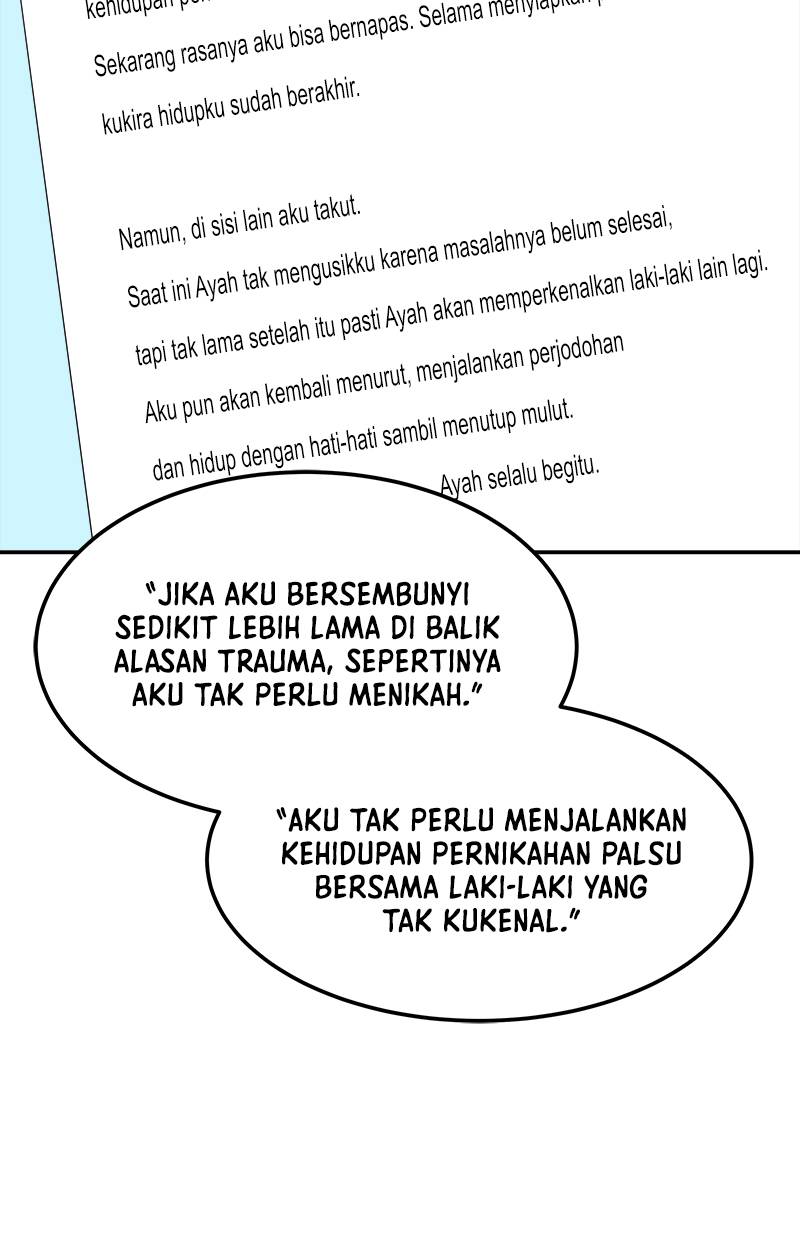 kehidupan
Sekarang rasanya aku bisa bernapas. Selama menyiapkan
kukira hidupku sudah berakhir.
Namun, di sisi lain aku takut.
Saat ini Ayah tak mengusikku karena masalahnya belum selesai,
tapi tak lama setelah itu pasti Ayah akan memperkenalkan laki-laki lain lagi.
Aku pun akan kembali menurut, menjalankan perjodohan
dan hidup dengan hati-hati sambil menutup mulut.
Ayah selalu begitu.
"JIKA AKU BERSEMBUNYI
SEDIKIT LEBIH LAMA DI BALIK
ALASAN TRAUMA, SEPERTINYA
AKU TAK PERLU MENIKAH."
"AKU TAK PERLU MENJALANKAN
KEHIDUPAN PERNIKAHAN PALSU
BERSAMA LAKI-LAKI YANG
TAK KUKENAL."